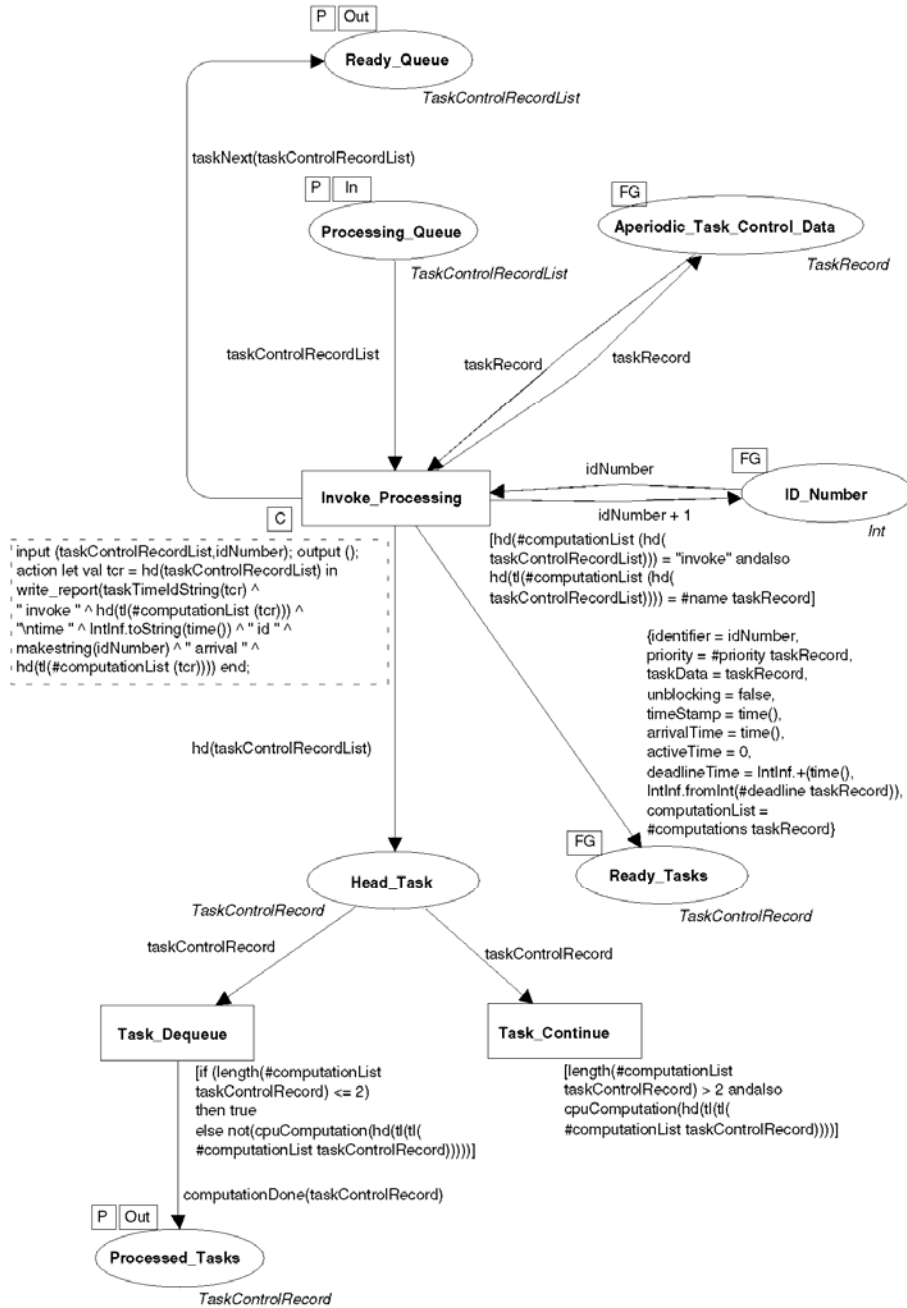 P Out
Ready_Queue
TaskControlRecordList
taskNext(taskControlRecordList)
P In
Processing_Queue
TaskControlRecordList
FG
Aperiodic_Task_Control_Data
TaskRecord
taskControlRecordList
taskRecord
taskRecord
Invoke_Processing
C
idNumber
idNumber + 1
FG
ID_Number
Int
input (taskControlRecordList,idNumber); output ();
action let val tcr = hd(taskControlRecordList) in
write_report(taskTimeIdString(tcr) ^
" invoke " ^ hd(tl(#computationList (tcr))) ^
"\ntime " ^ IntInf.toString(time()) ^ " id " ^
makestring(idNumber) ^ " arrival " ^
hd(tl(#computationList (tcr)))) end;
[hd(#computationList (hd(
taskControlRecordList))) = "invoke" andalso
hd(tl(#computationList (hd(
taskControlRecordList)))) = #name taskRecord]
{identifier = idNumber,
priority = #priority taskRecord,
taskData = taskRecord,
unblocking = false,
timeStamp = time(),
arrivalTime = time(),
activeTime = 0,
deadlineTime = IntInf.+(time(),
IntInf.fromInt(#deadline taskRecord)),
computationList =
#computations taskRecord}
hd(taskControlRecordList)
FG
Ready_Tasks
TaskControlRecord
Head_Task
TaskControlRecord
taskControlRecord
taskControlRecord
Task_Dequeue
Task_Continue
[if (length(#computationList
taskControlRecord) <= 2)
then true
else not(cpuComputation(hd(tl(tl(
#computationList taskControlRecord)))))]
[length(#computationList
taskControlRecord) > 2 andalso
cpuComputation(hd(tl(tl(
#computationList taskControlRecord))))]
computationDone(taskControlRecord)
P Out
Processed_Tasks
TaskControlRecord